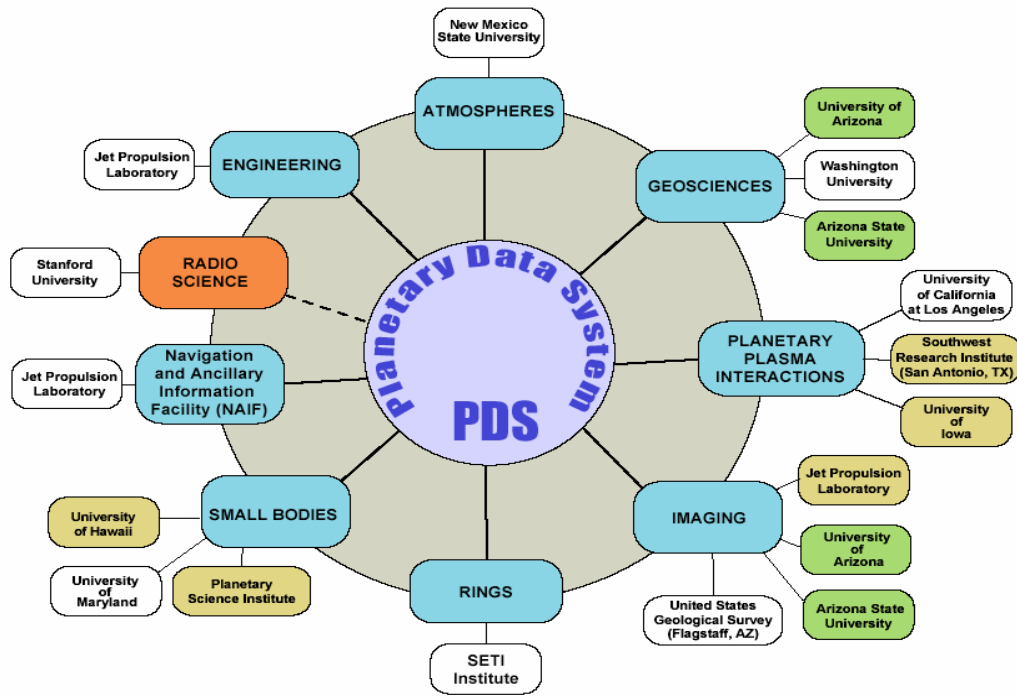 New Mexico
State University
ATMOSPHERES
University of
Arizona
Washington
University
Arizona State
University
GEOSCIENCES
ENGINEERING
Jet Propulsion
Laboratory
RADIO
SCIENCE
Stanford
University
Planetary Data System
PDS
University
of California
at Los Angeles
Southwest
Research Institute
(San Antonio, TX)
University
of
Iowa
PLANETARY
PLASMA
INTERACTIONS
Navigation
and Ancillary
Information
Facility (NAIF)
Jet Propulsion
Laboratory
Jet Propulsion
Laboratory
University
of
Arizona
Arizona State
University
United States
Geological Survey
(Flagstaff, AZ)
IMAGING
SMALL BODIES
University
of Hawaii
University
of
Maryland
Planetary
Science Institute
RINGS
SETI
Institute